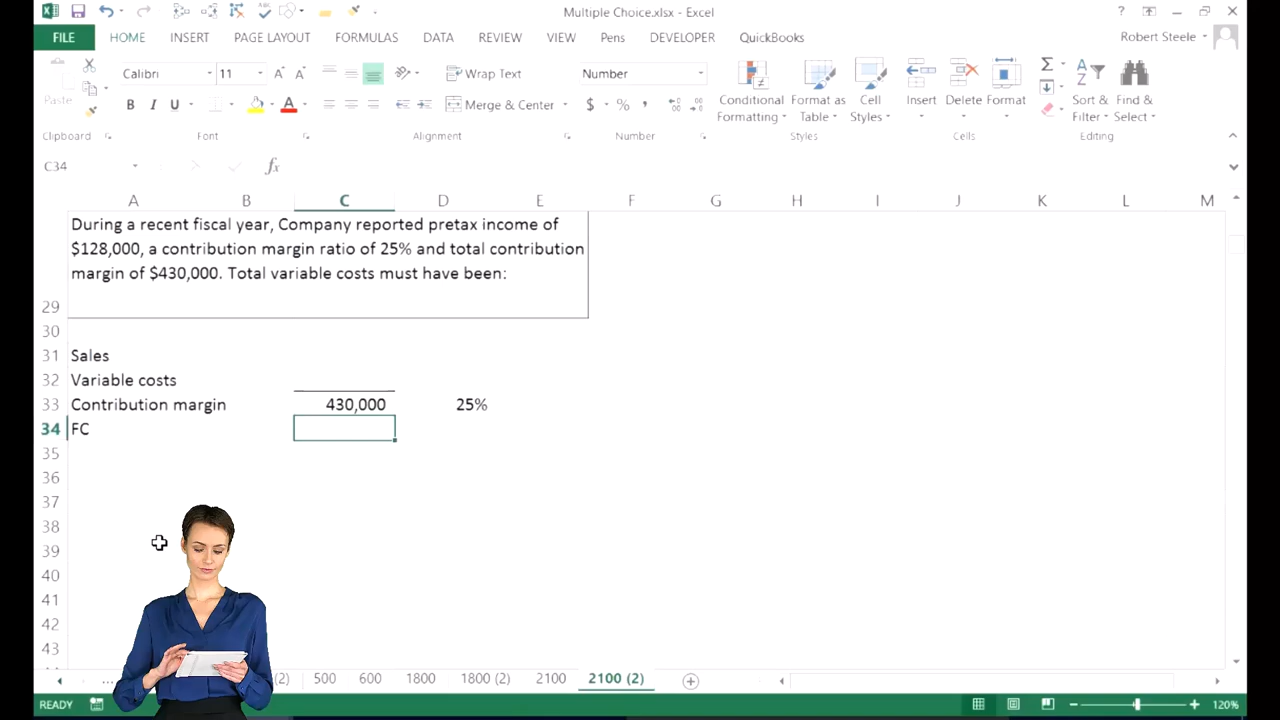 Multiple Choice.xlsx - Excel
?
FILE HOME INSERT PAGE LAYOUT FORMULAS DATA REVIEW VIEW Pens DEVELOPER QuickBooks Robert Steele
Paste
Calibri 11 A A
Wrap Text
Number
B I U A
Merge & Center
$ % ,
Conditional Formatting
Format as Table
Cell Styles
Insert Delete Format
Sort & Filter
Find & Select
Clipboard Font Alignment Number Styles Cells Editing
C34 fx
A B C D E F G H I J K L M
During a recent fiscal year, Company reported pretax income of
$128,000, a contribution margin ratio of 25% and total contribution
margin of $430,000. Total variable costs must have been:
29
30
31 Sales
32 Variable costs
33 Contribution margin 430,000 25%
34 FC
35
36
37
38
39
40
41
42
43
... (2) 500 600 1800 1800 (2) 2100 2100 (2)
READY 120%